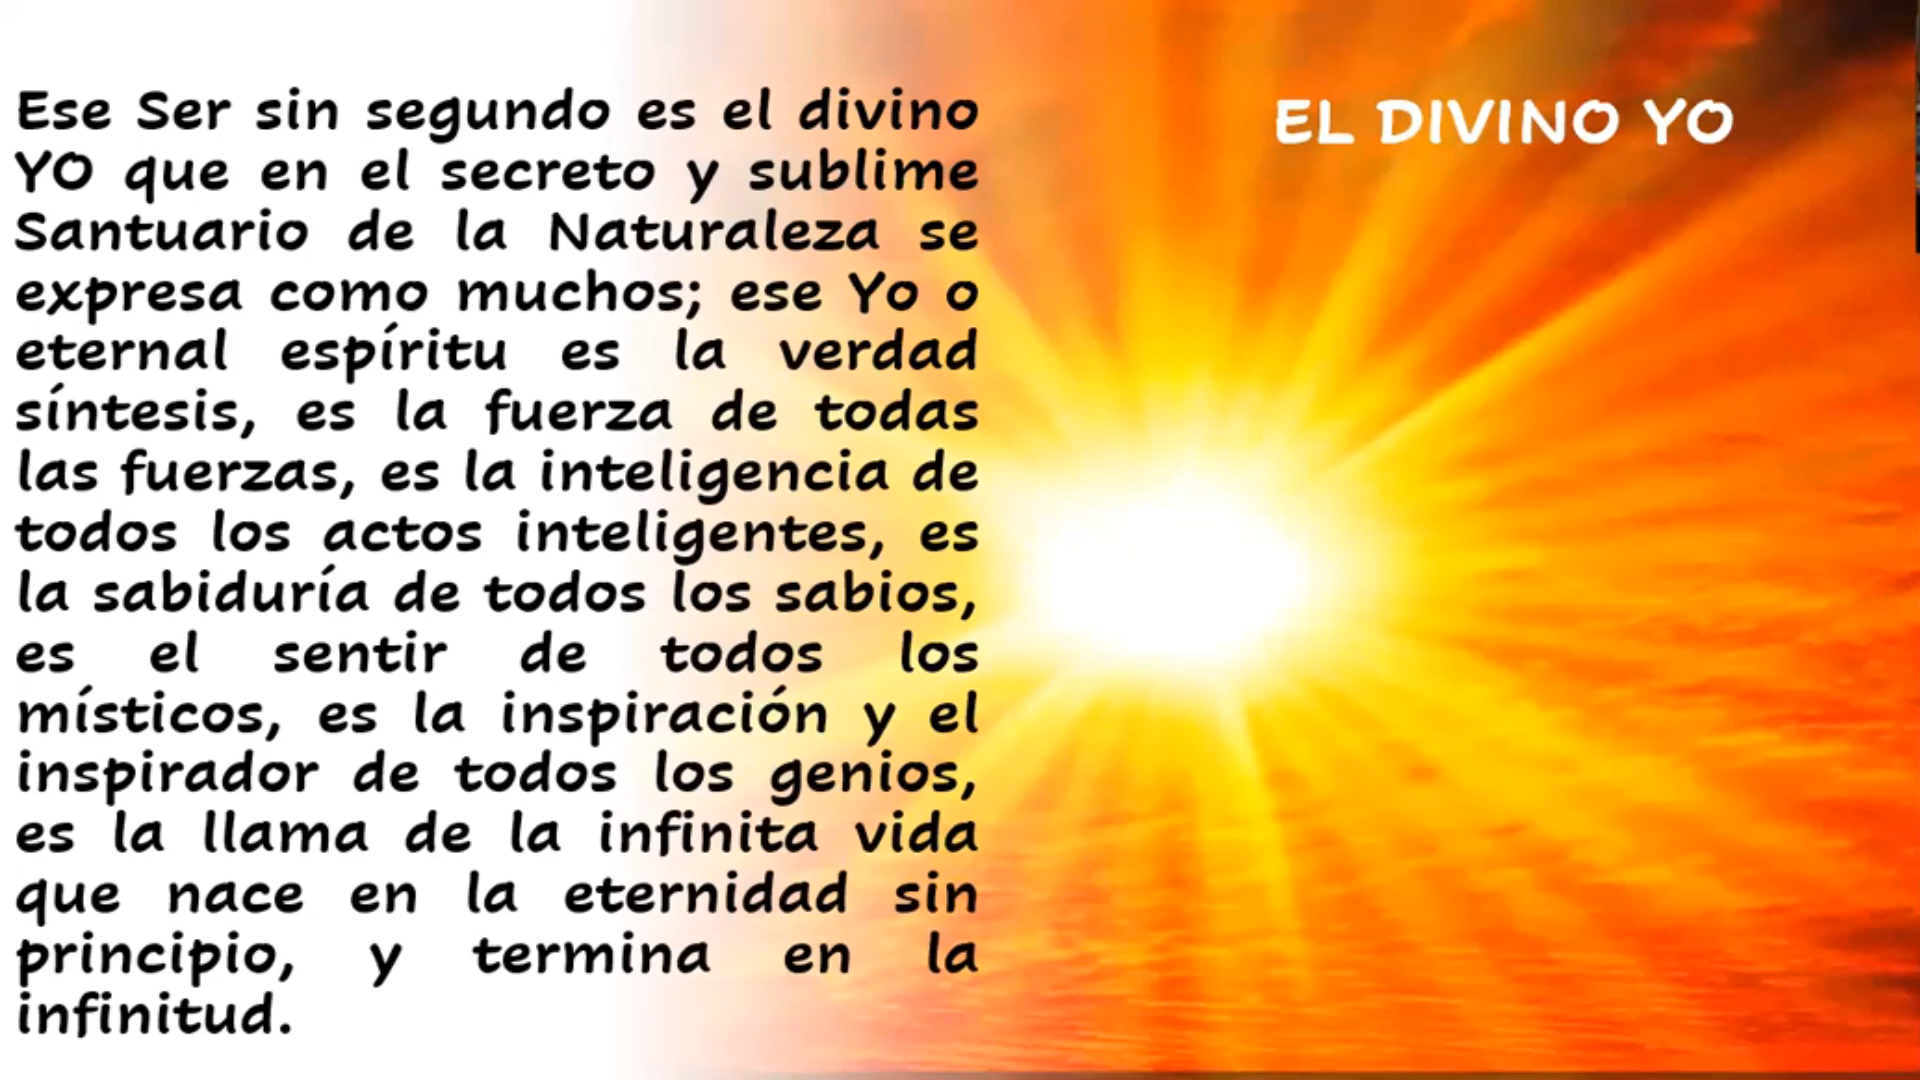 EL DIVINO YO
Ese Ser sin segundo es el divino
YO que en el secreto y sublime
Santuario de la Naturaleza se
expresa como muchos; ese Yo o
eternal espíritu es la verdad
síntesis, es la fuerza de todas
las fuerzas, es la inteligencia de
todos los actos inteligentes, es
la sabiduría de todos los sabios,
es el sentir de todos los
místicos, es la inspiración y el
inspirador de todos los genios,
es la llama de la infinita vida
que nace en la eternidad sin
principio, y termina en la
infinitud.